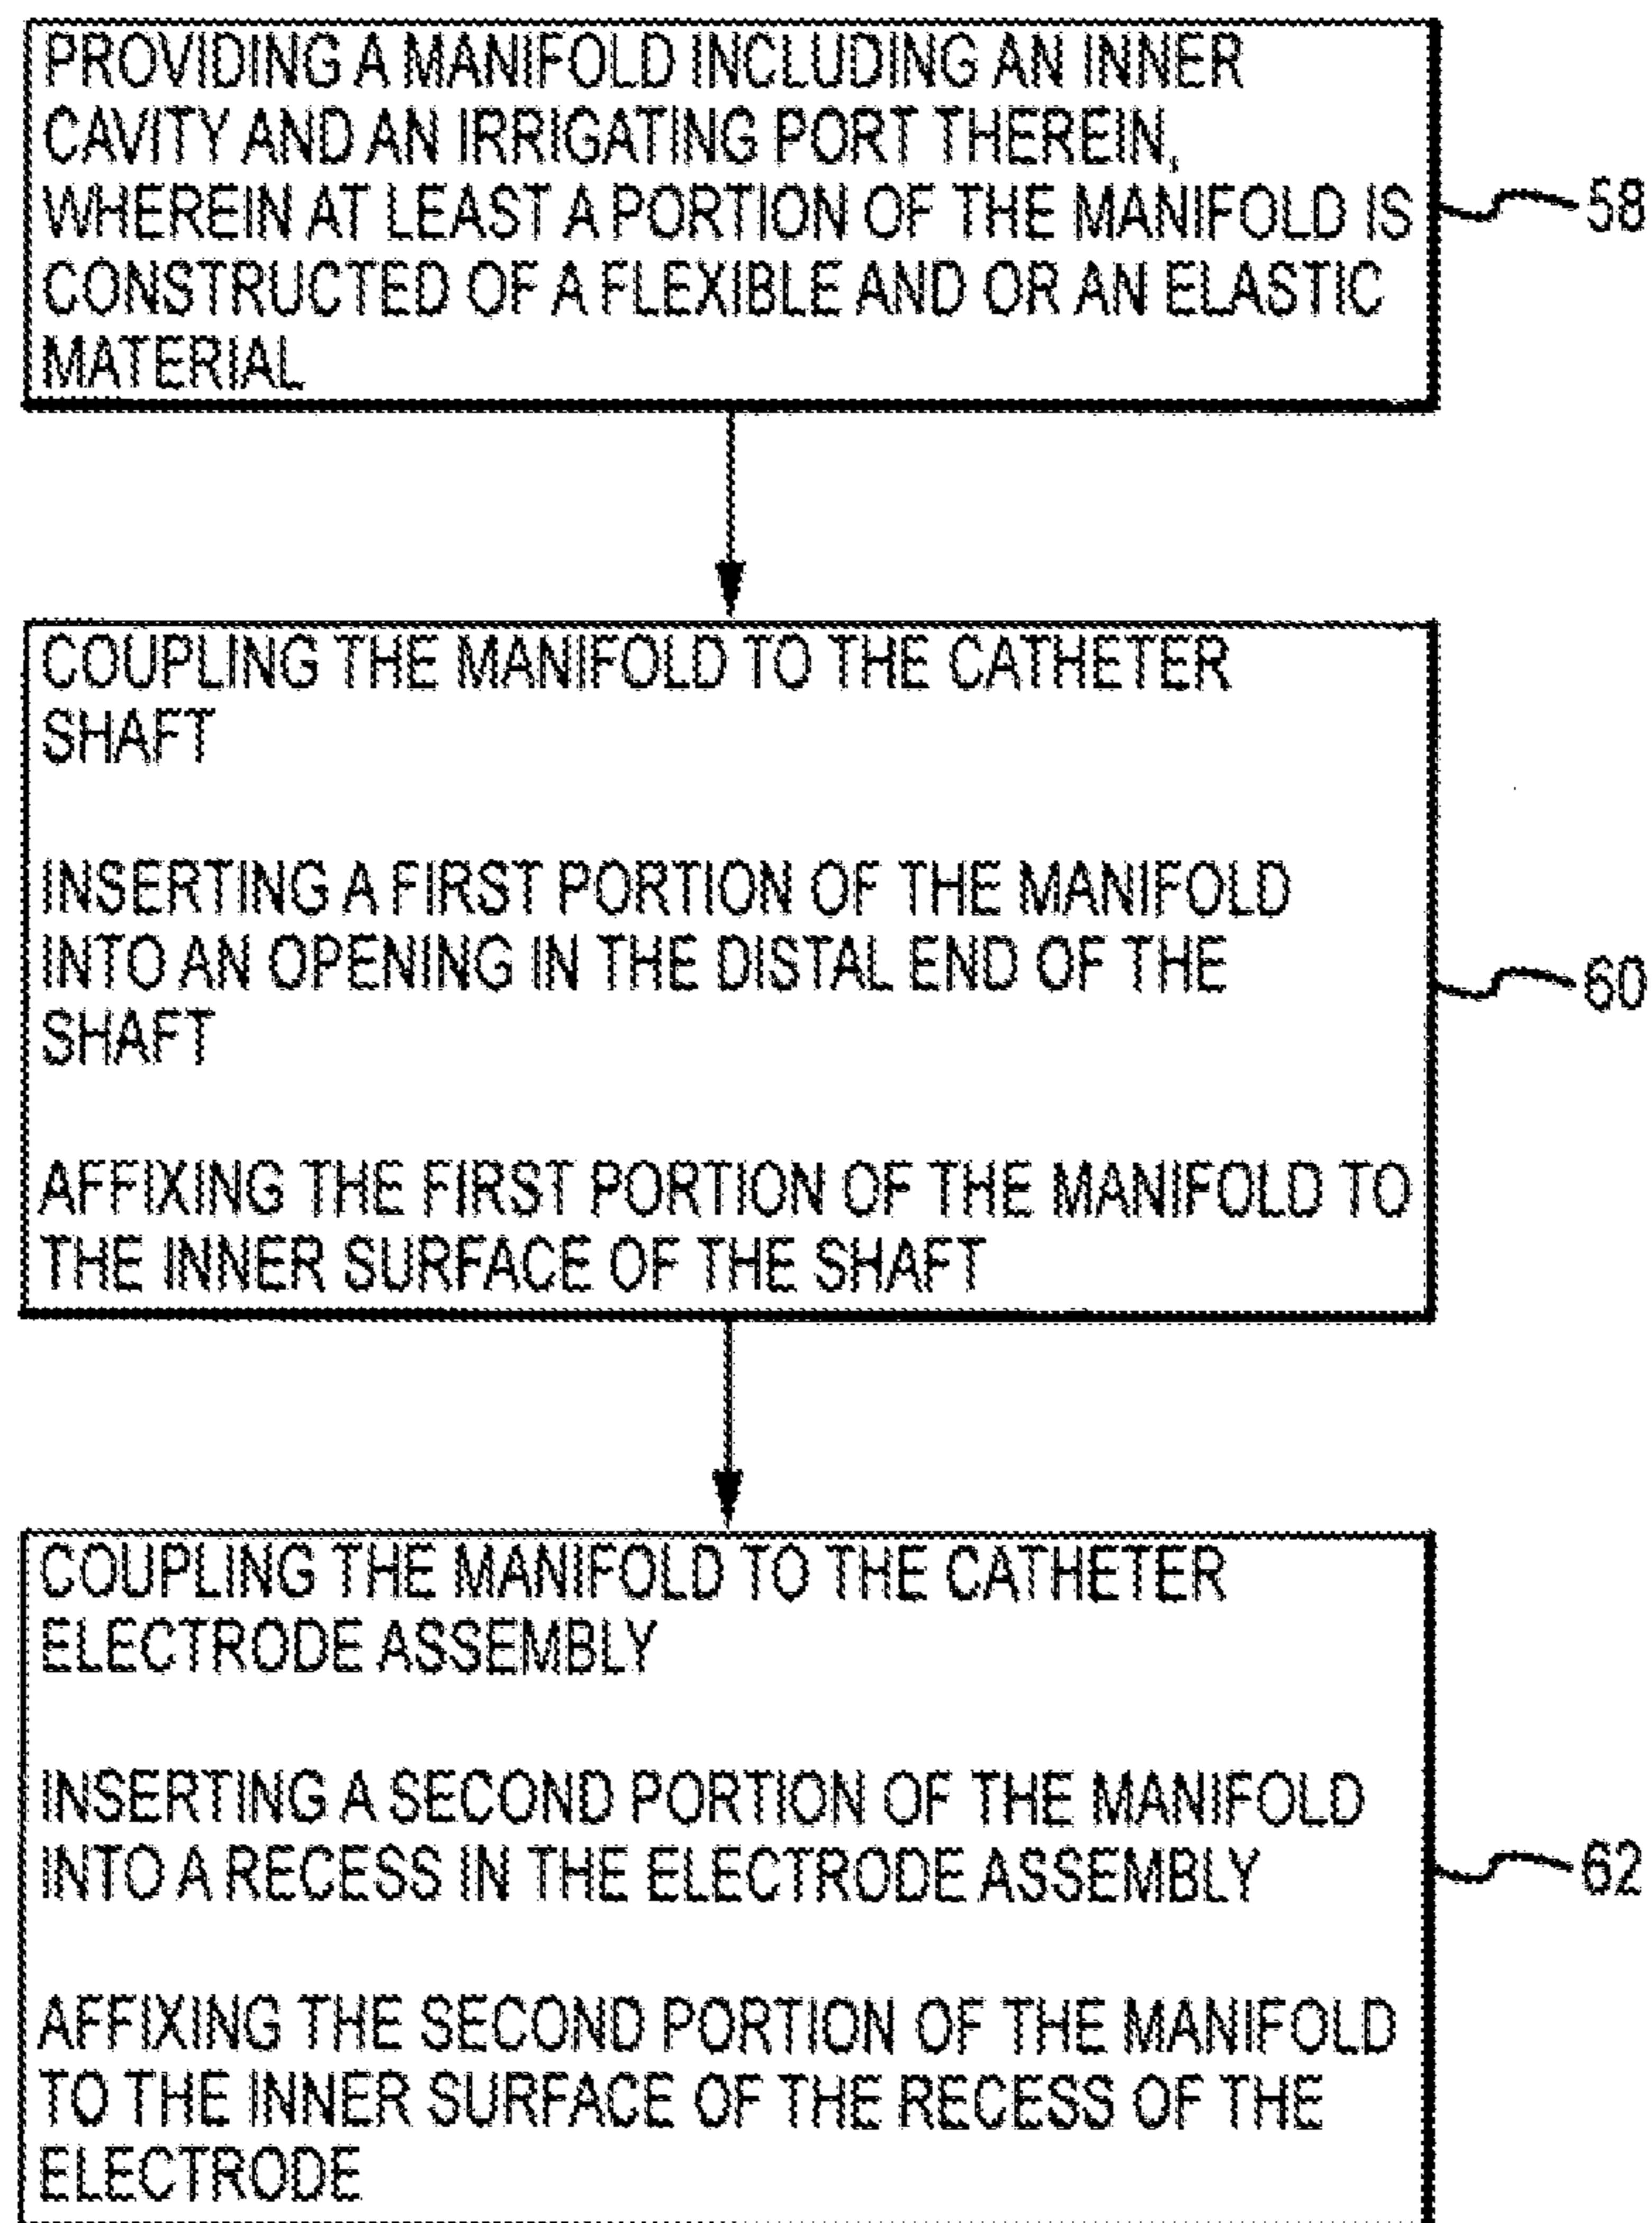 PROVIDING A MANIFOLD INCLUDING AN INNER
CAVITY AND AN IRRIGATING PORT THEREIN,
WHEREIN AT LEAST A PORTION OF THE MANIFOLD IS
CONSTRUCTED OF A FLEXIBLE AND OR AN ELASTIC
MATERIAL
58
COUPLING THE MANIFOLD TO THE CATHETER
SHAFT
INSERTING A FIRST PORTION OF THE MANIFOLD
INTO AN OPENING IN THE DISTAL END OF THE
SHAFT
AFFIXING THE FIRST PORTION OF THE MANIFOLD TO
THE INNER SURFACE OF THE SHAFT
60
COUPLING THE MANIFOLD TO THE CATHETER
ELECTRODE ASSEMBLY
INSERTING A SECOND PORTION OF THE MANIFOLD
INTO A RECESS IN THE ELECTRODE ASSEMBLY
AFFIXING THE SECOND PORTION OF THE MANIFOLD
TO THE INNER SURFACE OF THE RECESS OF THE
ELECTRODE
62